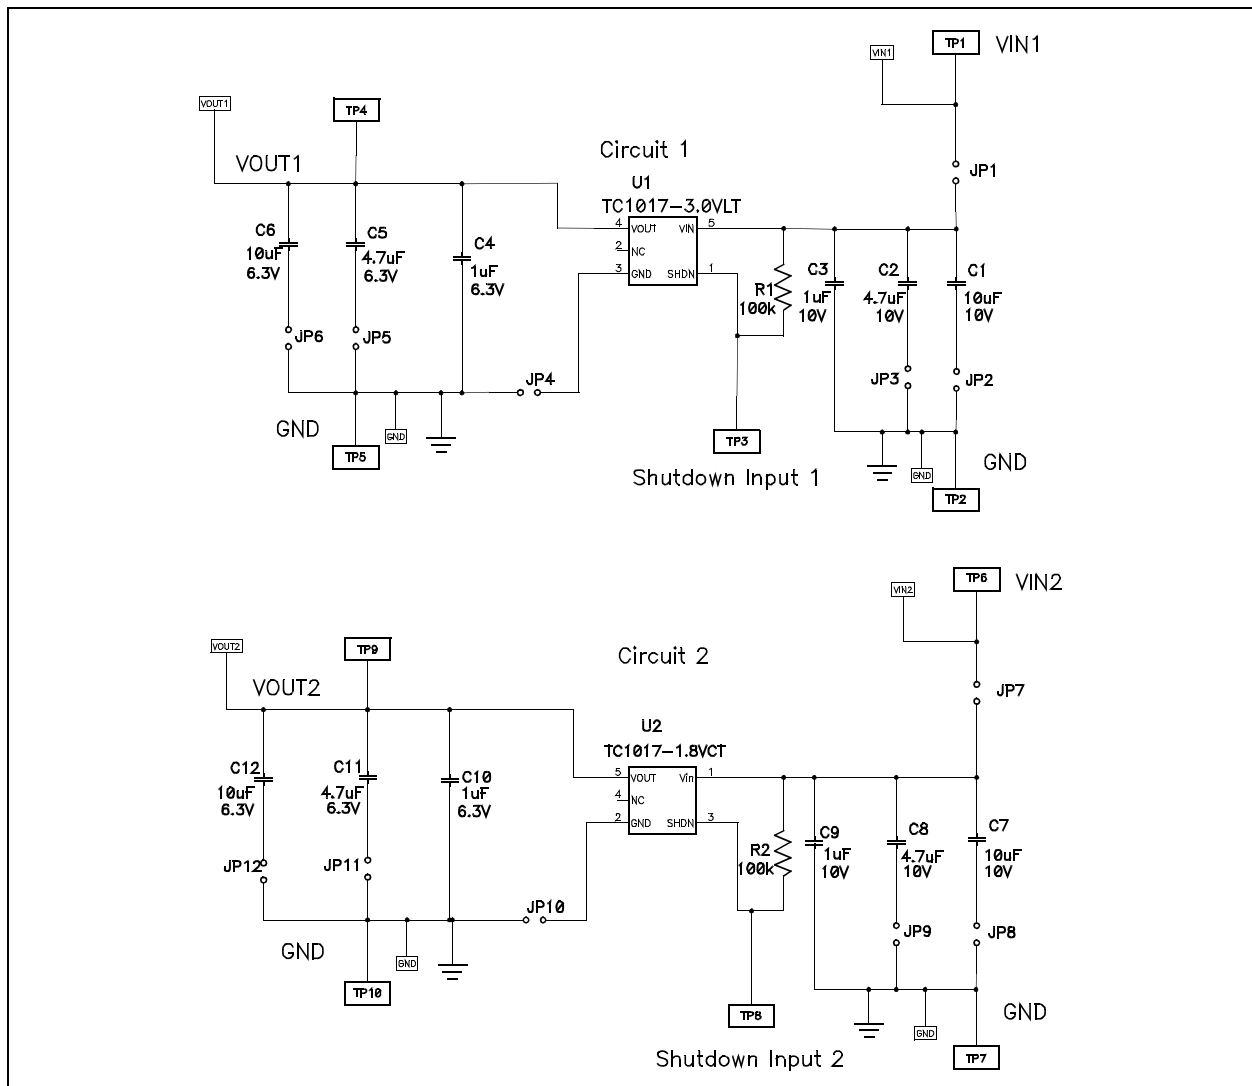 TP1 VIN1
VIN1
VOUT1
TP4
Circuit 1
VOUT1
JP1
U1
TC1017-3.0VLT
4 VOUT VIN 5
2 NC
3 GND SHDN 1
C6
10uF
6.3V
C5
4.7uF
6.3V
C4
1uF
6.3V
R1
100k
C3
1uF
10V
C2
4.7uF
10V
C1
10uF
10V
JP6
JP5
JP4
JP3
JP2
GND
GND
TP5
TP3
Shutdown Input 1
GND
GND
TP2
TP6 VIN2
VIN2
VOUT2
TP9
Circuit 2
VOUT2
JP7
U2
TC1017-1.8VCT
5 VOUT Vin 1
4 NC
2 GND SHDN 3
C12
10uF
6.3V
C11
4.7uF
6.3V
C10
1uF
6.3V
R2
100k
C9
1uF
10V
C8
4.7uF
10V
C7
10uF
10V
JP12
JP11
JP10
JP9
JP8
GND
GND
TP10
TP8
Shutdown Input 2
GND
GND
TP7